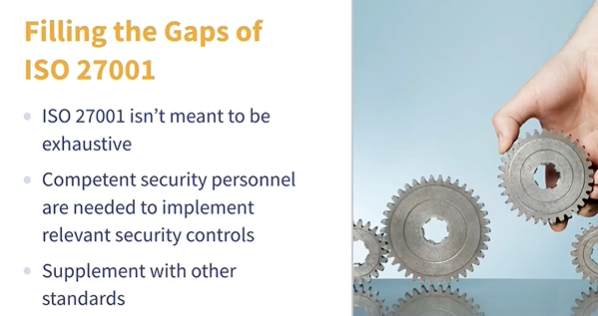 Filling the Gaps of
ISO 27001
ISO 27001 isn’t meant to be
exhaustive
Competent security personnel
are needed to implement
relevant security controls
Supplement with other
standards